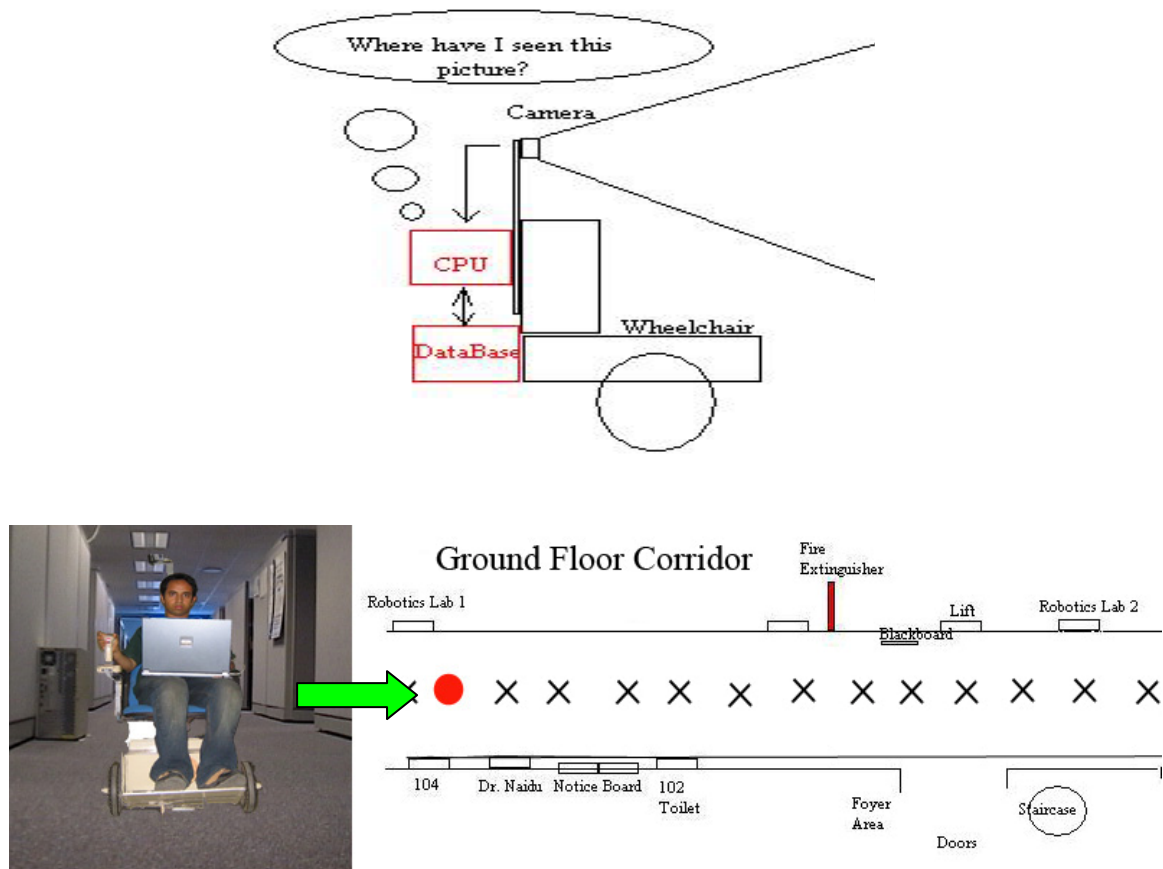 Where have I seen this
picture?
Camera
CPU
DataBase
Wheelchair
Ground Floor Corridor
Fire
Extinguisher
Robotics Lab 1
Lift
Robotics Lab 2
Blackboard
104
Dr. Naidu
Notice Board
102
Toilet
Foyer
Area
Staircase
Doors